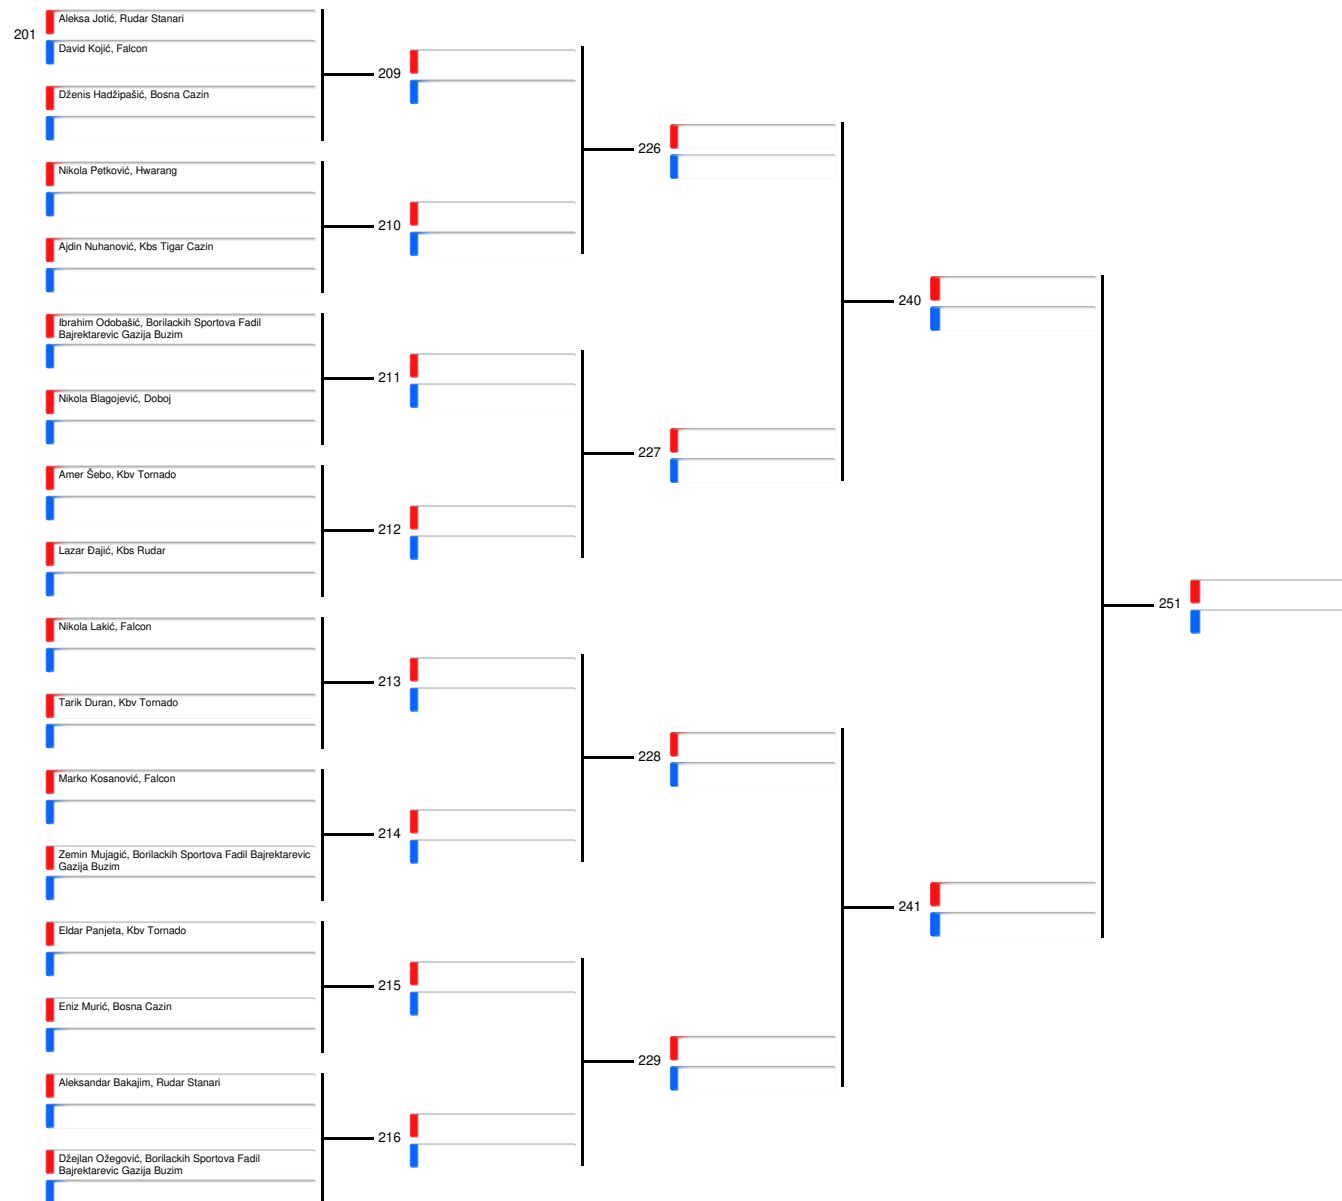 Aleksa Jotić, Rudar Stanari
201
David Kojić, Falcon
209
Dženis Hadžipašić, Bosna Cazin
226
Nikola Petković, Hwarang
210
Ajdin Nuhanović, Kbs Tigar Cazin
240
Ibrahim Odobašić, Borilackih Sportova Fadil
Bajrektarevic Gazija Buzim
211
Nikola Blagojević, Doboj
227
Amer Šebo, Kbv Tornado
212
Lazar Đajić, Kbs Rudar
251
Nikola Lakić, Falcon
213
Tarik Duran, Kbv Tornado
228
Marko Kosanović, Falcon
214
Zemin Mujagić, Borilackih Sportova Fadil Bajrektarevic
Gazija Buzim
241
Eldar Panjeta, Kbv Tornado
215
Eniz Murić, Bosna Cazin
229
Aleksandar Bakajim, Rudar Stanari
216
Džejlan Ožegović, Borilackih Sportova Fadil
Bajrektarevic Gazija Buzim